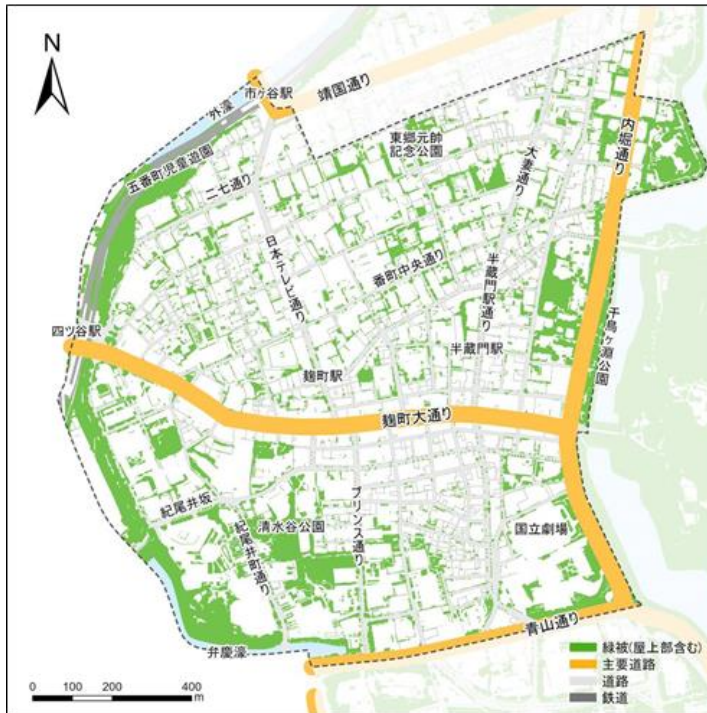 N
市ヶ谷駅
靖国通り
外濠
内堀通り
東郷元帥
記念公園
大妻通り
五番町児童遊園
二七通り
日本テレビ通り
番町中央通り
半蔵門駅通り
千鳥ヶ淵公園
四ツ谷駅
半蔵門駅
麹町駅
麹町大通り
紀尾井坂
清水谷公園
プリンス通り
国立劇場
紀尾井町通り
青山通り
弁慶濠
緑被(屋上部含む)
主要道路
道路
鉄道
0 100 200 400
m